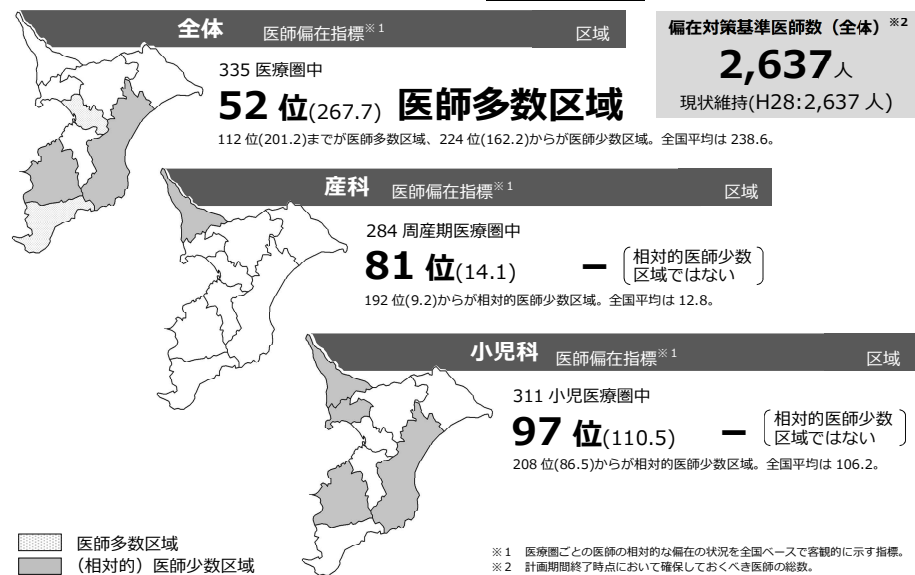 全体 医師偏在指標※1 区域
335 医療圏中
52 位(267.7) 医師多数区域
112 位(201.2)までが医師多数区域、224 位(162.2)からが医師少数区域。全国平均は 238.6。
偏在対策基準医師数（全体）※2
2,637人
現状維持(H28:2,637 人)
産科 医師偏在指標※1 区域
284 周産期医療圏中
81 位(14.1) － 相対的医師少数
区域ではない
192 位(9.2)からが相対的医師少数区域。全国平均は 12.8。
小児科 医師偏在指標※1 区域
311 小児医療圏中
97 位(110.5) － 相対的医師少数
区域ではない
208 位(86.5)からが相対的医師少数区域。全国平均は 106.2。
医師多数区域
（相対的）医師少数区域
※1 医療圏ごとの医師の相対的な偏在の状況を全国ベースで客観的に示す指標。
※2 計画期間終了時点において確保しておくべき医師の総数。